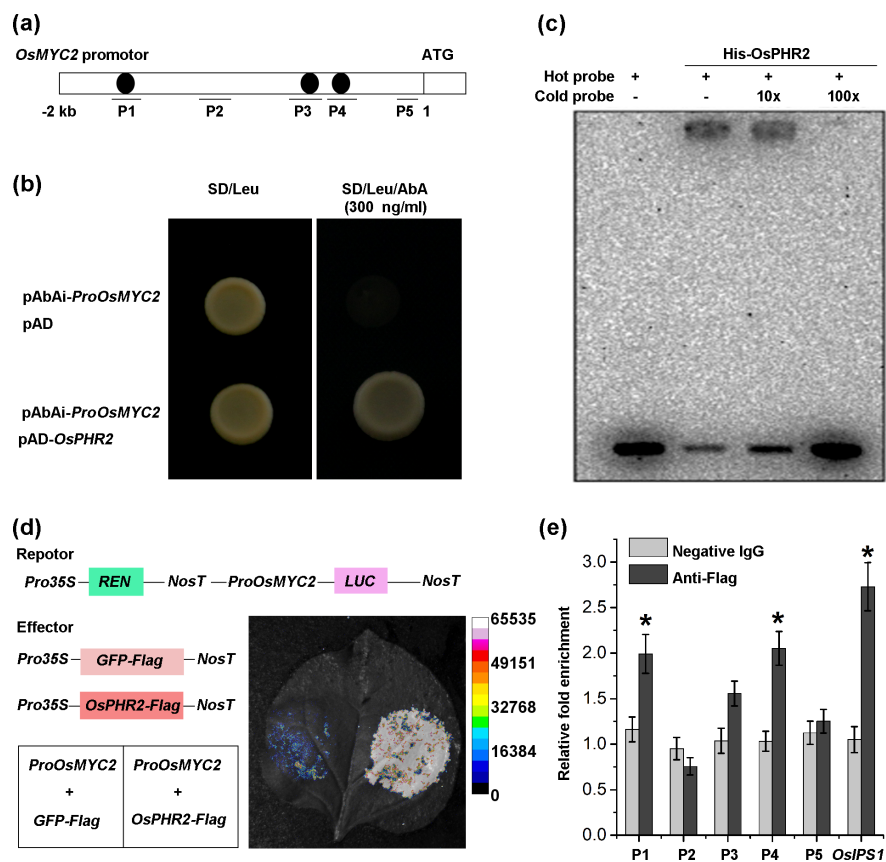 (a)
OsMYC2 promotor
ATG
-2 kb P1 P2 P3 P4 P5 1
(b)
SD/Leu
SD/Leu/AbA
(300 ng/ml)
pAbAi-ProOsMYC2
pAD
pAbAi-ProOsMYC2
pAD-OsPHR2
(c)
His-OsPHR2
Hot probe + + + +
Cold probe - - 10x 100x
(d)
Repotor
Pro35S REN NosT ProOsMYC2 LUC NosT
Effector
Pro35S GFP-Flag NosT
Pro35S OsPHR2-Flag NosT
ProOsMYC2
+
GFP-Flag
ProOsMYC2
+
OsPHR2-Flag
65535
49151
32768
16384
0
(e)
Relative fold enrichment
3.0
2.5
2.0
1.5
1.0
0.5
0.0
Negative IgG
Anti-Flag
* * *
P1 P2 P3 P4 P5 OsIPS1